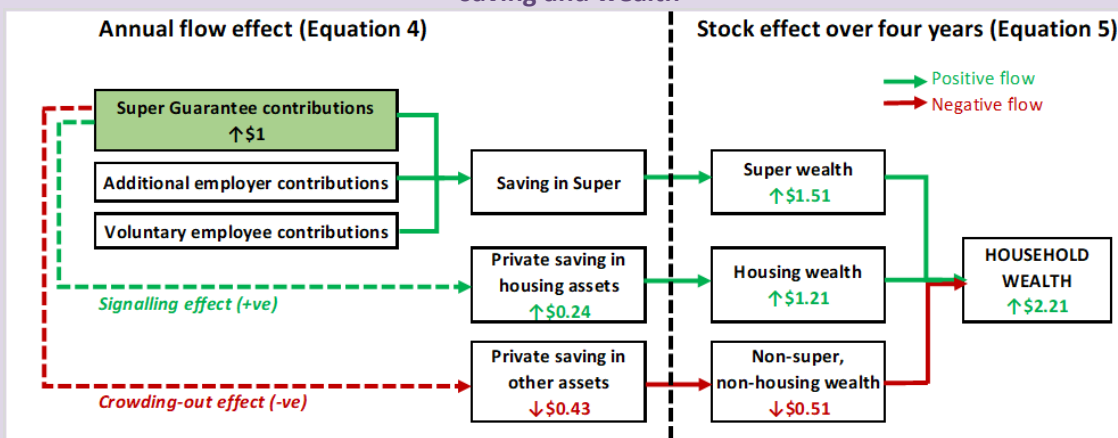 Saving and Wealth
Annual flow effect (Equation 4)
Stock effect over four years (Equation 5)
Positive flow
Negative flow
Super Guarantee contributions
↑$1
Additional employer contributions
Voluntary employee contributions
Saving in Super
Super wealth
↑$1.51
Private saving in
housing assets
↑$0.24
Housing wealth
↑$1.21
HOUSEHOLD
WEALTH
↑$2.21
Signalling effect (+ve)
Private saving in
other assets
↓$0.43
Non-super,
non-housing wealth
↓$0.51
Crowding-out effect (-ve)